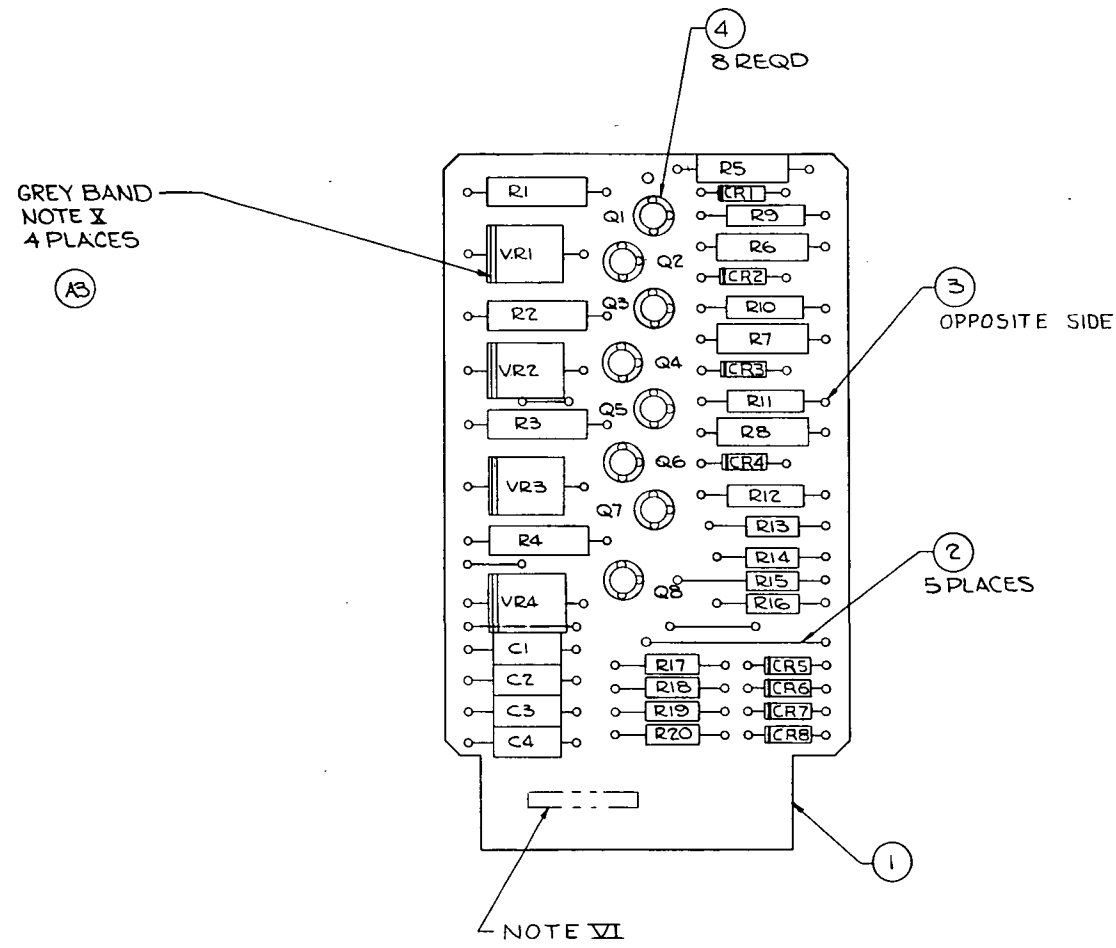 4
8 REQD
GREY BAND
NOTE X
4 PLACES
A3
3
OPPOSITE SIDE
2
5 PLACES
1
NOTE VI
R1
VR1
R2
VR2
R3
VR3
R4
VR4
C1
C2
C3
C4
Q1
Q2
Q3
Q4
Q5
Q6
Q7
Q8
R5
CR1
R9
R6
CR2
R10
R7
CR3
R11
R8
CR4
R12
R13
R14
R15
R16
R17 CR5
R18 CR6
R19 CR7
R20 CR8